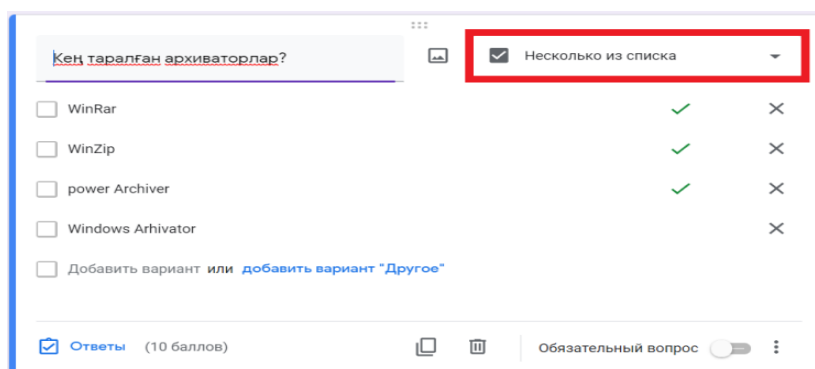 Кең таралған архиваторлар?
Несколько из списка
WinRar
WinZip
power Archiver
Windows Arhivator
Добавить вариант или добавить вариант "Другое"
Ответы (10 баллов)
Обязательный вопрос